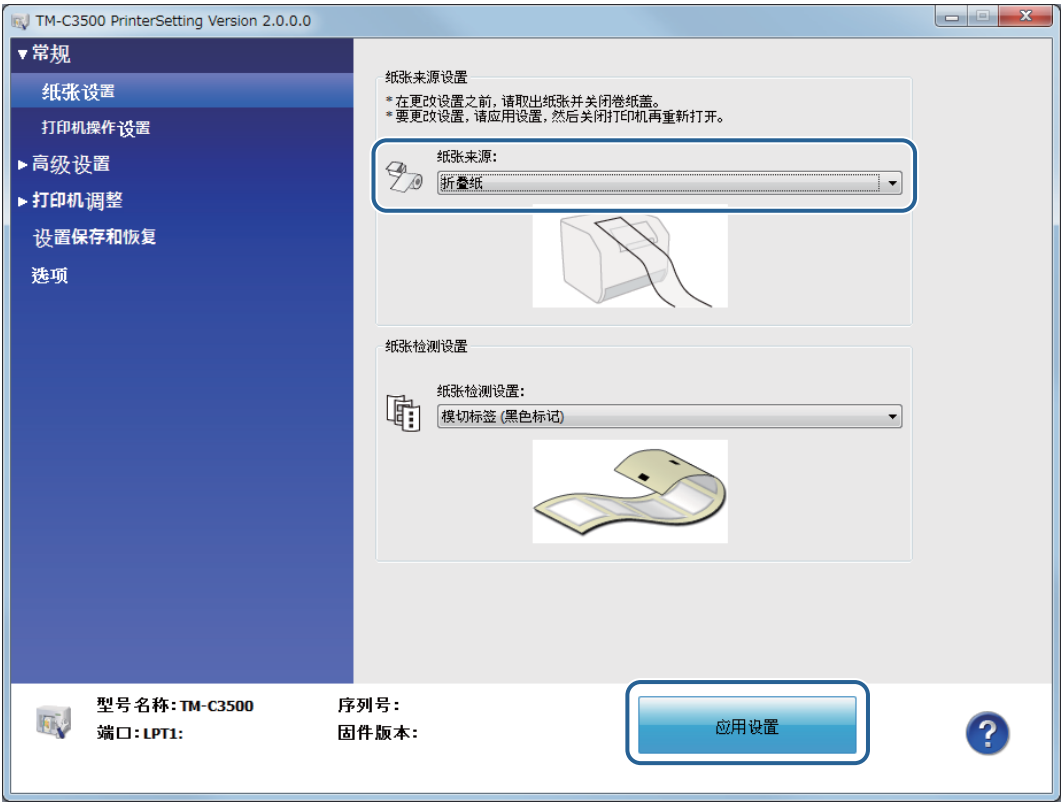 TM-C3500 PrinterSetting Version 2.0.0.0
▼常规
纸张设置
打印机操作设置
▶高级设置
▶打印机调整
设置保存和恢复
选项
纸张来源设置
*在更改设置之前, 请取出纸张并关闭卷纸盖。
*要更改设置, 请应用设置, 然后关闭打印机再重新打开。
纸张来源:
折叠纸
纸张检测设置
纸张检测设置:
模切标签 (黑色标记)
型号名称: TM-C3500
序列号:
端口: LPT1:
固件版本:
应用设置
?